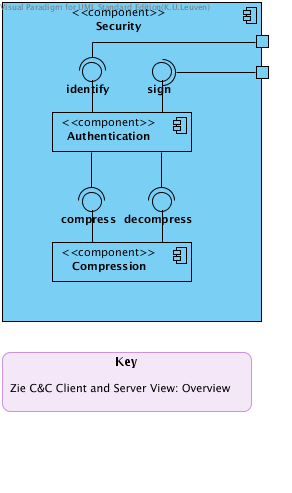 Visual Paradigm for UML Standard Edition(K.U.Leuven)
<<component>>
Security
identify
sign
<<component>>
Authentication
compress
decompress
<<component>>
Compression
Key
Zie C&C Client and Server View: Overview